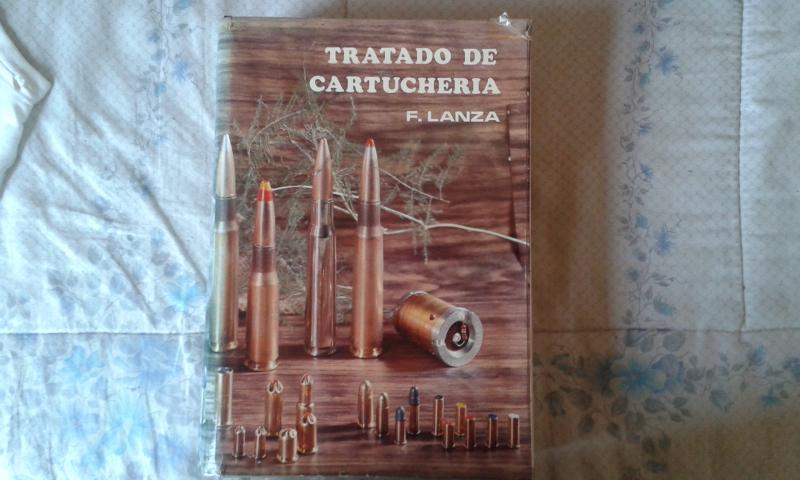 TRATADO DE
CARTUCHERIA
F. LANZA